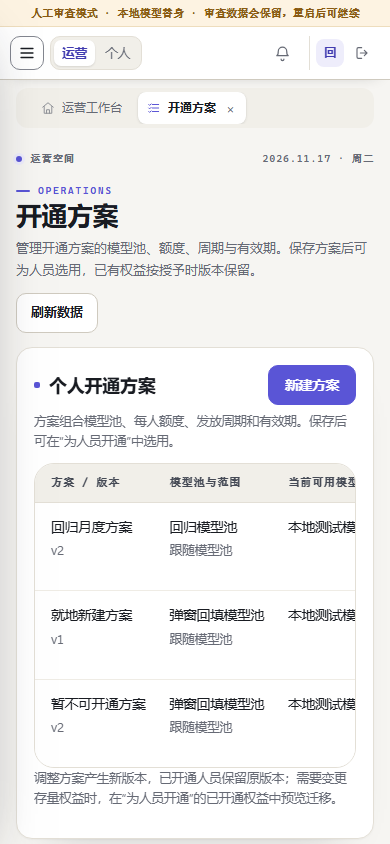 人工审查模式 · 本地模型替身 · 审查数据会保留，重启后可继续
运营 个人 回
运营工作台 开通方案 ×
运营空间 2026.11.17 · 周二
OPERATIONS
开通方案
管理开通方案的模型池、额度、周期与有效期。保存方案后可
为人员选用，已有权益按授予时版本保留。
刷新数据
个人开通方案 新建方案
方案组合模型池、每人额度、发放周期和有效期。保存后
可在“为人员开通”中选用。
方案 / 版本 模型池与范围 当前可用模型
回归月度方案 回归模型池 本地测试模
v2 跟随模型池
就地新建方案 弹窗回填模型池 本地测试模
v1 跟随模型池
暂不可开通方案 弹窗回填模型池 本地测试模
v2 跟随模型池
调整方案产生新版本，已开通人员保留原版本；需要变更
存量权益时，在“为人员开通”的已开通权益中预览迁移。